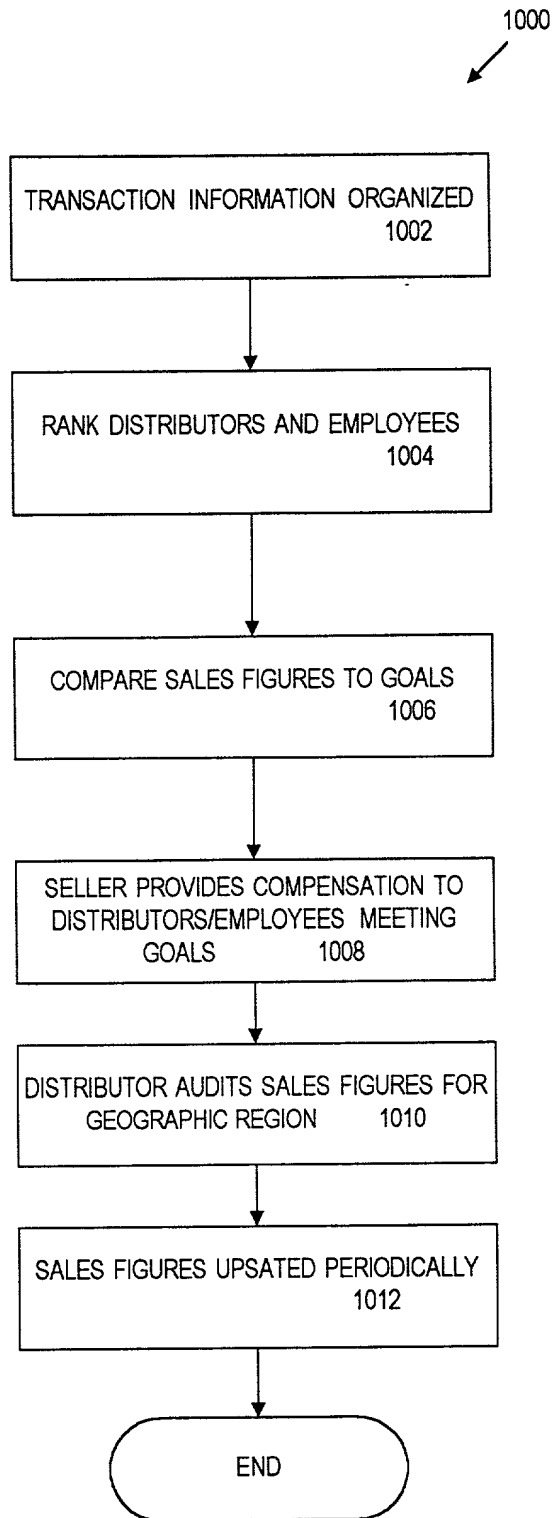 1000
TRANSACTION INFORMATION ORGANIZED
1002
RANK DISTRIBUTORS AND EMPLOYEES
1004
COMPARE SALES FIGURES TO GOALS
1006
SELLER PROVIDES COMPENSATION TO
DISTRIBUTORS/EMPLOYEES MEETING
GOALS 1008
DISTRIBUTOR AUDITS SALES FIGURES FOR
GEOGRAPHIC REGION 1010
SALES FIGURES UPSATED PERIODICALLY
1012
END